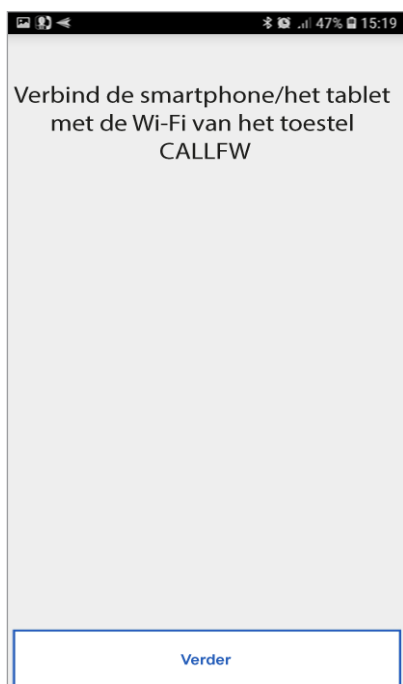 47% 15:19
Verbind de smartphone/het tablet
met de Wi-Fi van het toestel
CALLFW
Verder